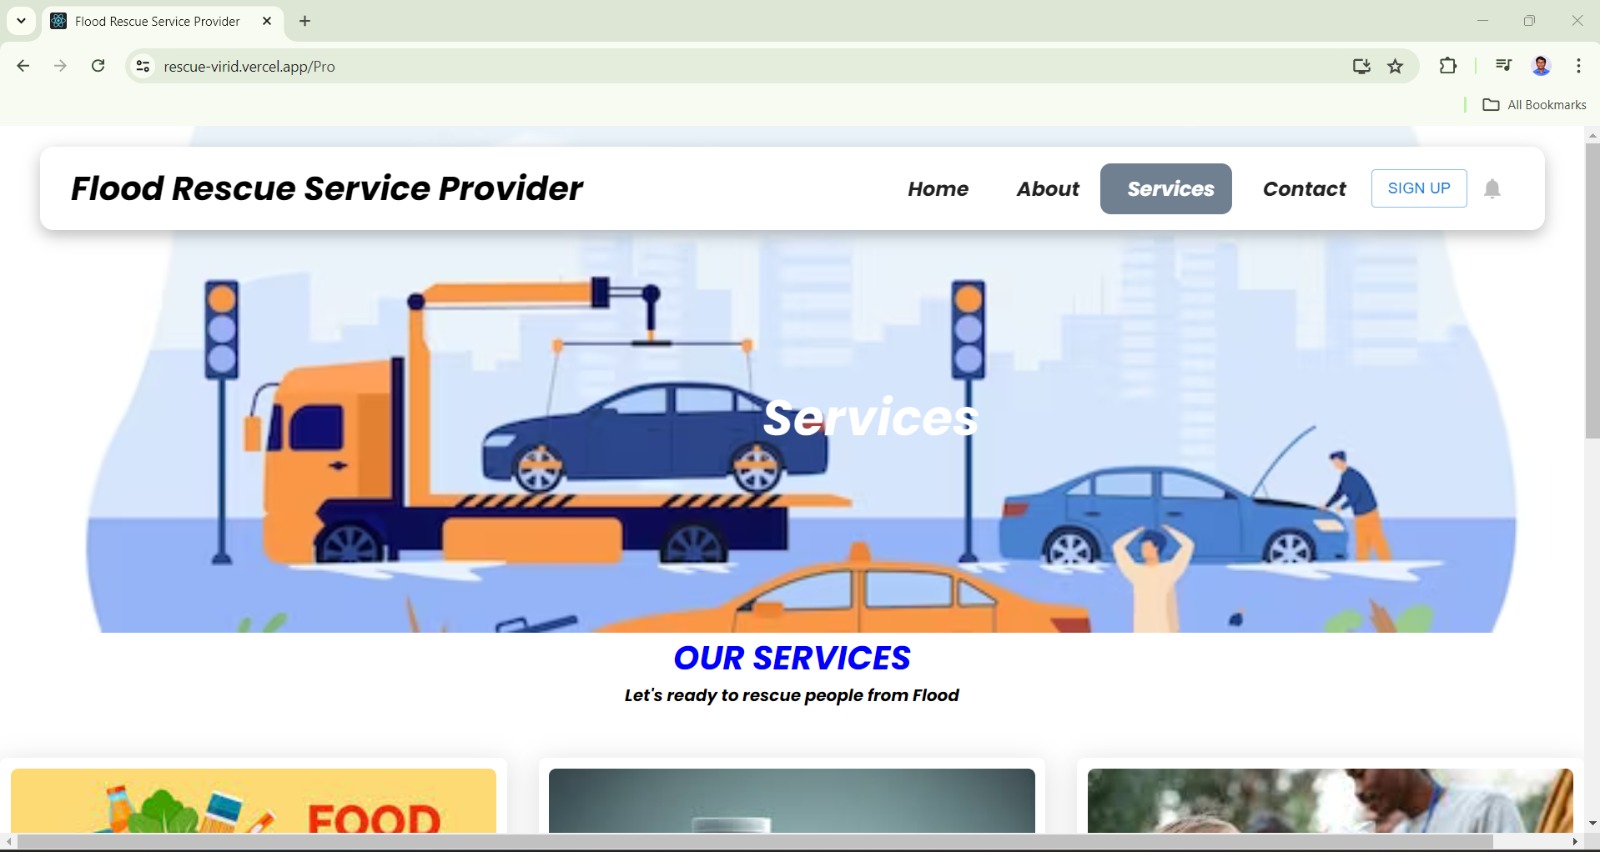 Flood Rescue Service Provider
rescue-virid.vercel.app/Pro
All Bookmarks
Flood Rescue Service Provider
Home
About
Services
Contact
SIGN UP
Services
OUR SERVICES
Let's ready to rescue people from Flood
FOOD